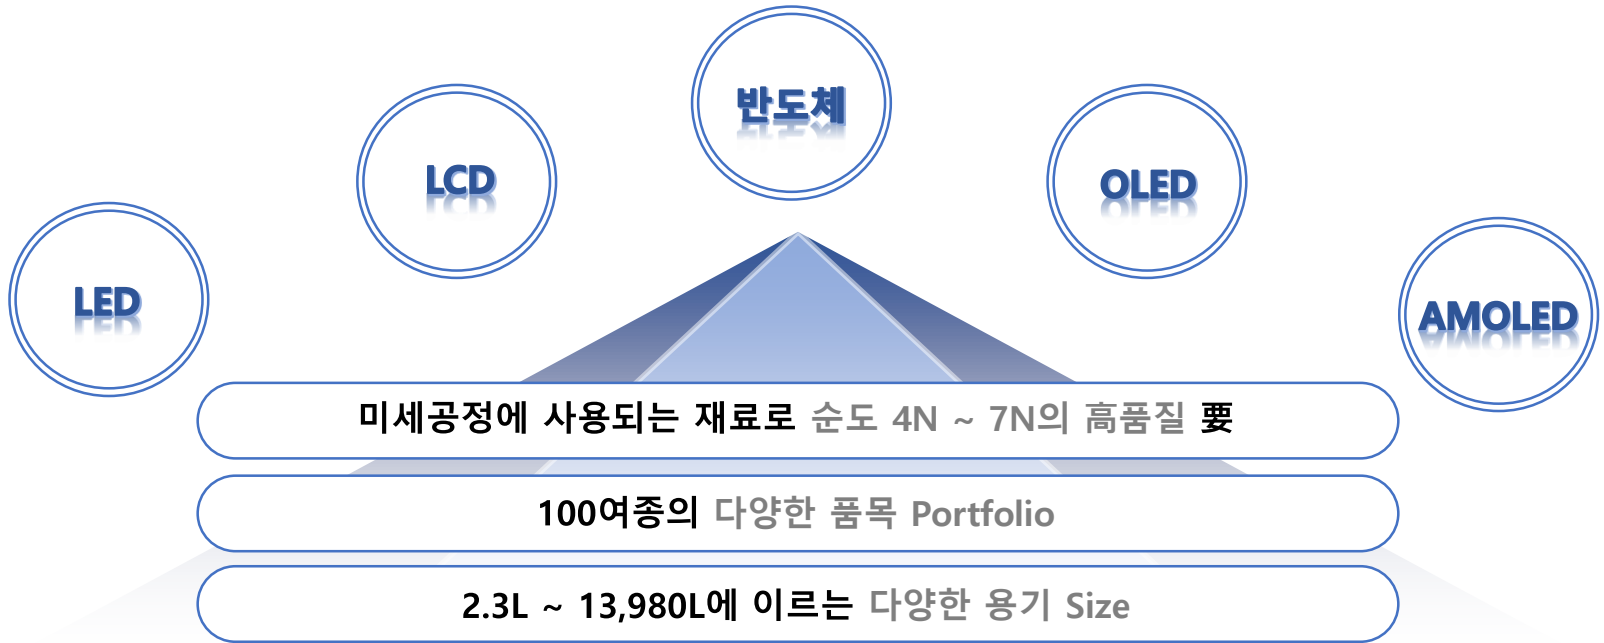 반도체
LCD
OLED
LED
AMOLED
미세공정에 사용되는 재료로 순도 4N ~ 7N의 高품질 要
100여종의 다양한 품목 Portfolio
2.3L ~ 13,980L에 이르는 다양한 용기 Size